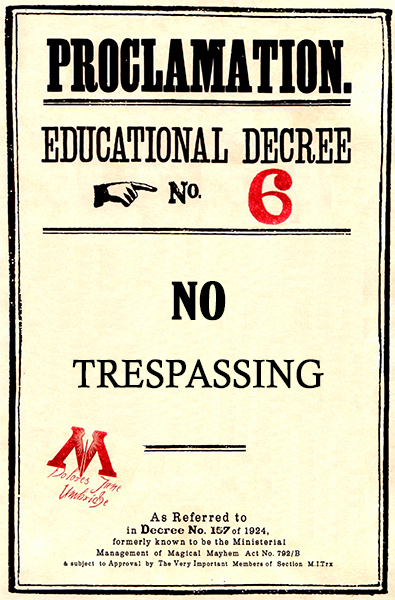 PROCLAMATION.
EDUCATIONAL DECREE
No. 6
NO
TRESPASSING
M
Dolores Jane
Umbridge
As Referred to
in Decree No. 157 of 1924,
formerly known to be the Ministerial
Management of Magical Mayhem Act No. 792/B
& subject to Approval by The Very Important Members of Section M.I.Trx